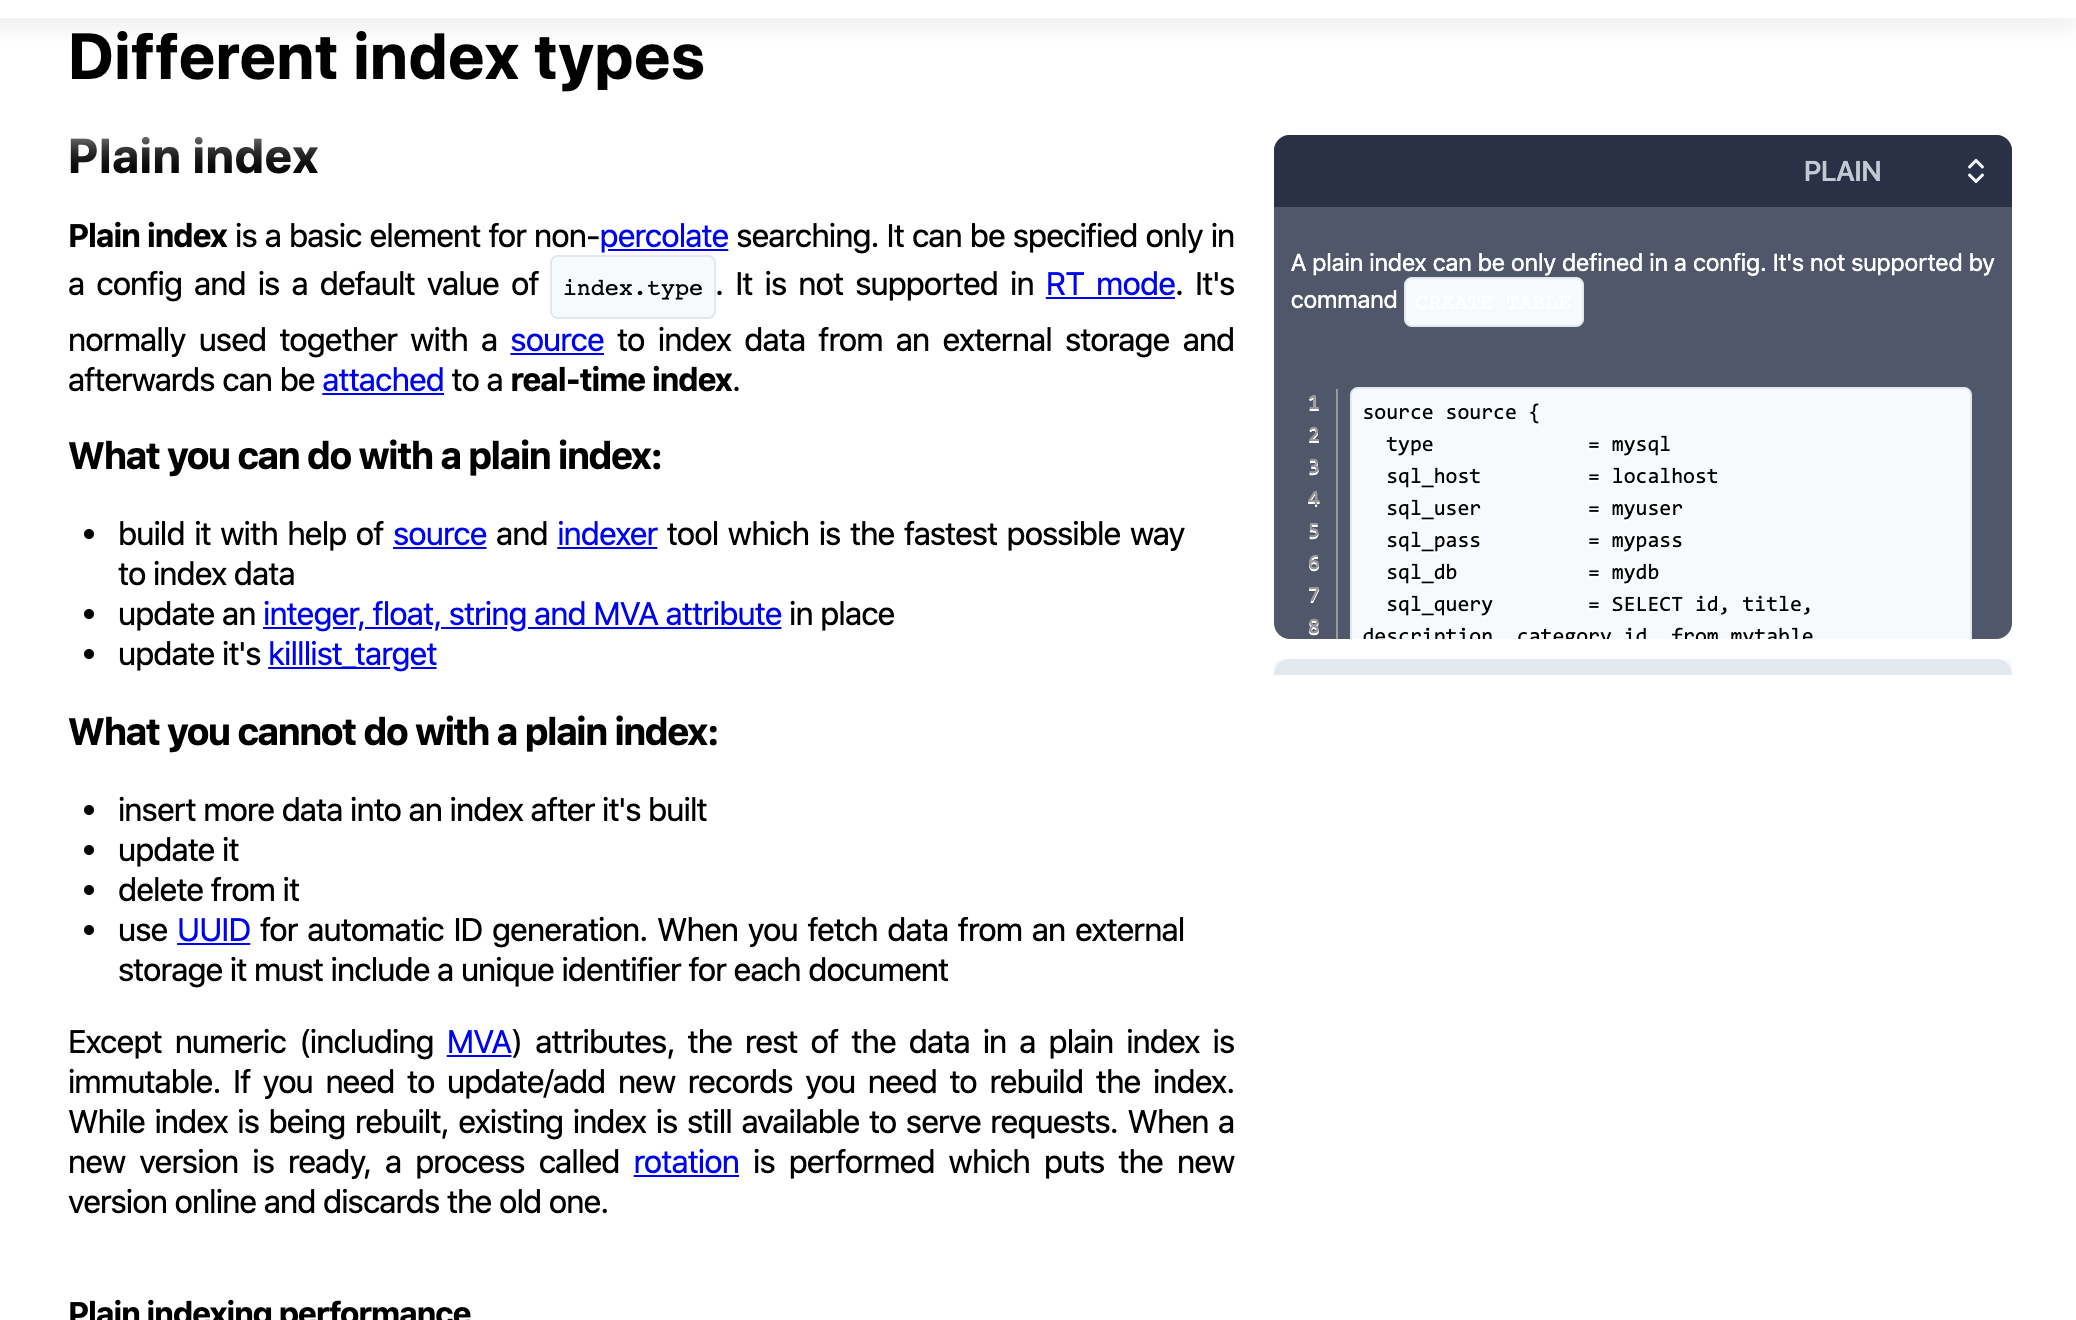 Different index types
Plain index
Plain index is a basic element for non-percolate searching. It can be specified only in
a config and is a default value of index.type. It is not supported in RT mode. It's
normally used together with a source to index data from an external storage and
afterwards can be attached to a real-time index.
What you can do with a plain index:
• build it with help of source and indexer tool which is the fastest possible way
to index data
• update an integer, float, string and MVA attribute in place
• update it's killlist_target
What you cannot do with a plain index:
• insert more data into an index after it's built
• update it
• delete from it
• use UUID for automatic ID generation. When you fetch data from an external
storage it must include a unique identifier for each document
Except numeric (including MVA) attributes, the rest of the data in a plain index is
immutable. If you need to update/add new records you need to rebuild the index.
While index is being rebuilt, existing index is still available to serve requests. When a
new version is ready, a process called rotation is performed which puts the new
version online and discards the old one.
Plain indexing performance
PLAIN
A plain index can be only defined in a config. It's not supported by
command CREATE TABLE
1 source source {
2 type = mysql
3 sql_host = localhost
4 sql_user = myuser
5 sql_pass = mypass
6 sql_db = mydb
7 sql_query = SELECT id, title,
8 description, category_id from mytable